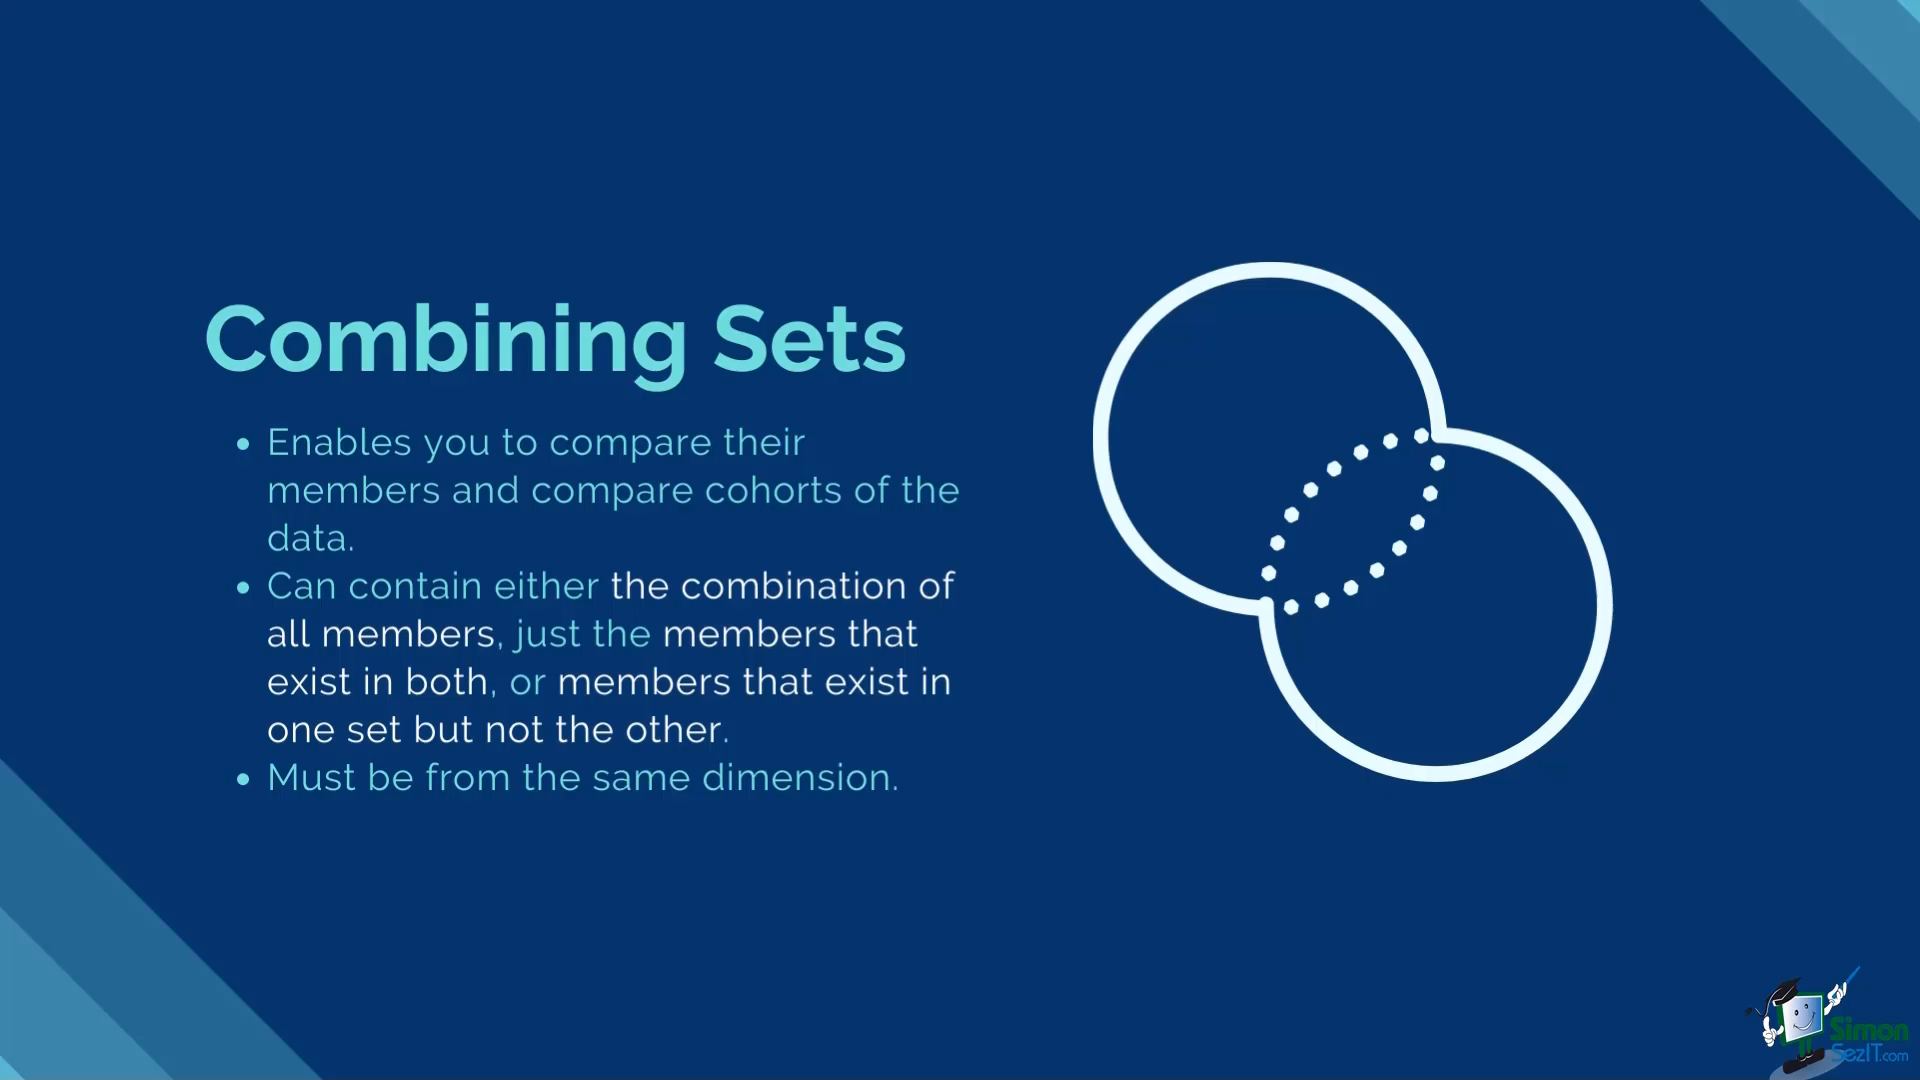 Combining Sets
• Enables you to compare their
members and compare cohorts of the
data.
• Can contain either the combination of
all members, just the members that
exist in both, or members that exist in
one set but not the other.
• Must be from the same dimension.
Simon
SezIT.com